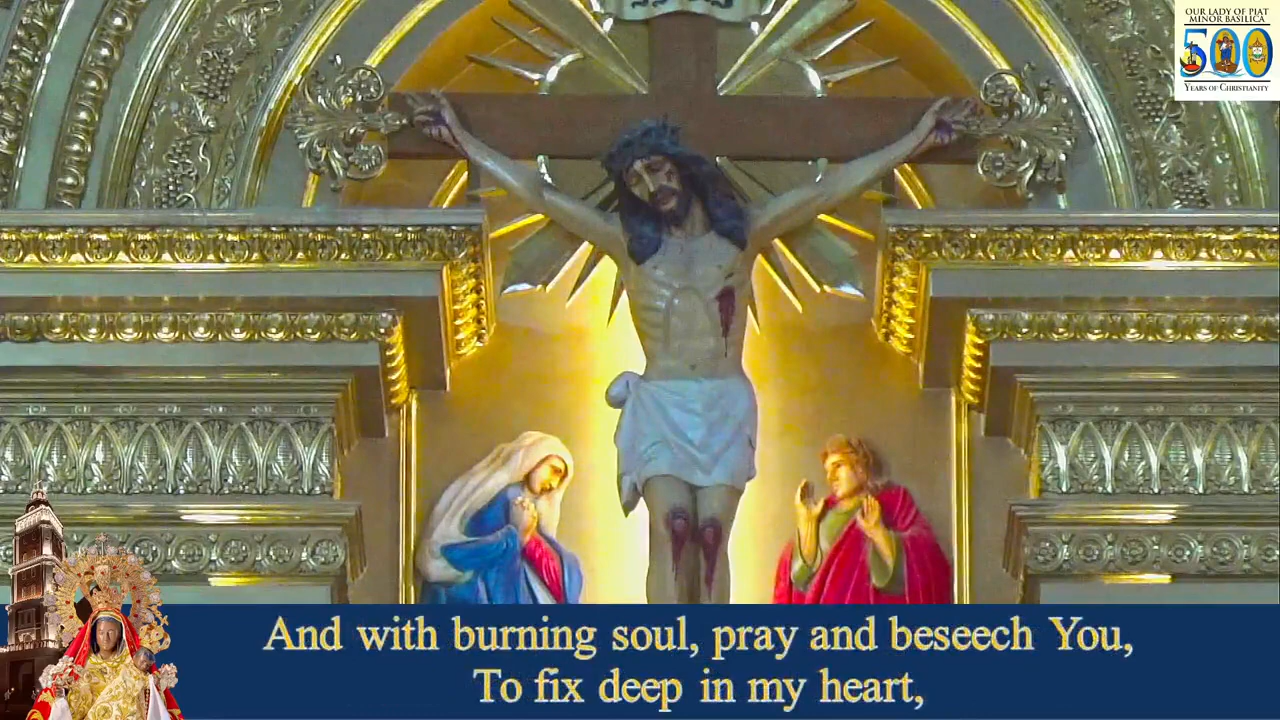 OUR LADY OF PIAT
MINOR BASILICA
500
YEARS OF CHRISTIANITY
And with burning soul, pray and beseech You,
To fix deep in my heart,